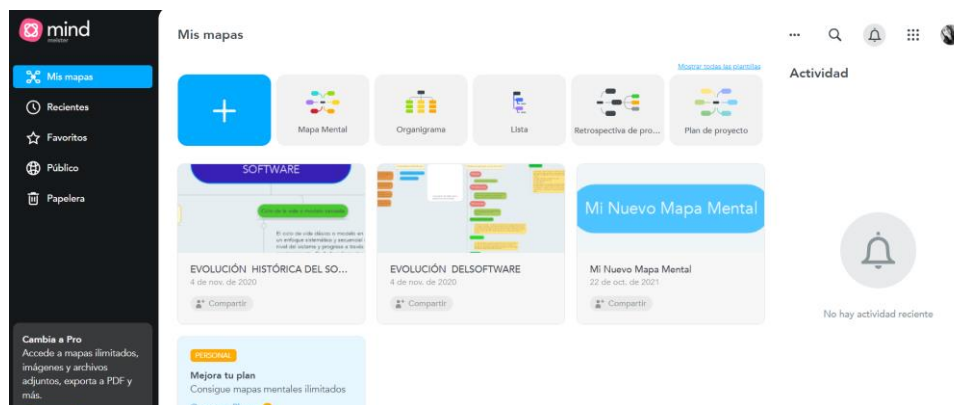 mind
meister
Mis mapas
Recientes
Favoritos
Público
Papelera
Cambia a Pro
Accede a mapas ilimitados,
imágenes y archivos
adjuntos, exporta a PDF y
más.
Mis mapas
Mostrar todas las plantillas
Mapa Mental
Organigrama
Lista
Retrospectiva de pro...
Plan de proyecto
SOFTWARE
Mi Nuevo Mapa Mental
EVOLUCIÓN HISTÓRICA DEL SO...
4 de nov. de 2020
Compartir
EVOLUCIÓN DELSOFTWARE
4 de nov. de 2020
Compartir
Mi Nuevo Mapa Mental
22 de oct. de 2021
Compartir
PERSONAL
Mejora tu plan
Consigue mapas mentales ilimitados
Actividad
No hay actividad reciente